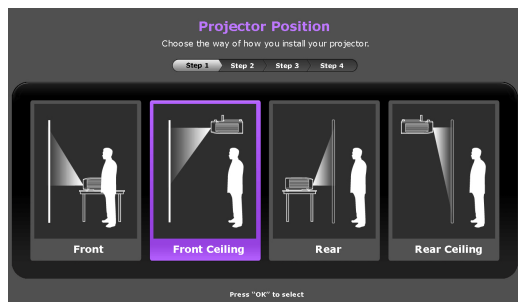 Projector Position
Choose the way of how you install your projector.
Step 1 Step 2 Step 3 Step 4
Front Front Ceiling Rear Rear Ceiling
Press "OK" to select